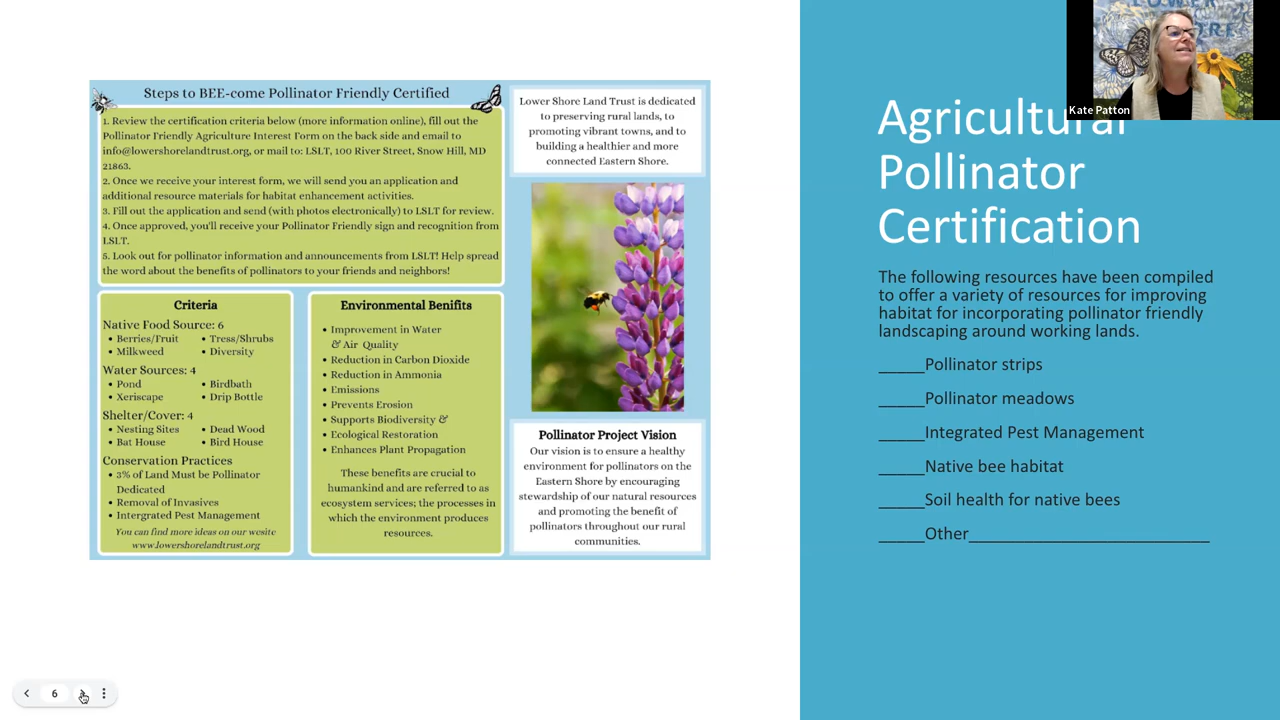 Steps to BEE-come Pollinator Friendly Certified
1. Review the certification criteria below (more information online), fill out the
Pollinator Friendly Agriculture Interest Form on the back side and email to
info@lowershorelandtrust.org, or mail to: LSLT, 100 River Street, Snow Hill, MD
21863.
2. Once we receive your interest form, we will send you an application and
additional resource materials for habitat enhancement activities.
3. Fill out the application and send (with photos electronically) to LSLT for review.
4. Once approved, you'll receive your Pollinator Friendly sign and recognition from
LSLT.
5. Look out for pollinator information and announcements from LSLT! Help spread
the word about the benefits of pollinators to your friends and neighbors!
Criteria
Native Food Source: 6
• Berries/Fruit • Tress/Shrubs
• Milkweed • Diversity
Water Sources: 4
• Pond • Birdbath
• Xeriscape • Drip Bottle
Shelter/Cover: 4
• Nesting Sites • Dead Wood
• Bat House • Bird House
Conservation Practices
• 3% of Land Must be Pollinator
Dedicated
• Removal of Invasives
• Intergrated Pest Management
You can find more ideas on our wesite
www.lowershorelandtrust.org
Environmental Benefits
• Improvement in Water
& Air Quality
• Reduction in Carbon Dioxide
• Reduction in Ammonia
• Emissions
• Prevents Erosion
• Supports Biodiversity &
• Ecological Restoration
• Enhances Plant Propagation
These benefits are crucial to
humankind and are referred to as
ecosystem services; the processes in
which the environment produces
resources.
Lower Shore Land Trust is dedicated
to preserving rural lands, to
promoting vibrant towns, and to
building a healthier and more
connected Eastern Shore.
Pollinator Project Vision
Our vision is to ensure a healthy
environment for pollinators on the
Eastern Shore by encouraging
stewardship of our natural resources
and promoting the benefit of
pollinators throughout our rural
communities.
Kate Patton
Agricultural
Pollinator
Certification
The following resources have been compiled
to offer a variety of resources for improving
habitat for incorporating pollinator friendly
landscaping around working lands.
_____Pollinator strips
_____Pollinator meadows
_____Integrated Pest Management
_____Native bee habitat
_____Soil health for native bees
_____Other__________________________
6